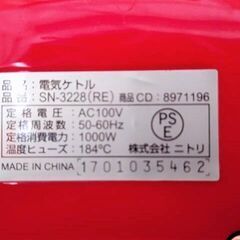 品名：電気ケトル
品番：SN-3228(RE) 商品CD：8971196
定格電圧：AC100V
定格周波数：50-60Hz
定格消費電力：1000W
温度ヒューズ：184℃
PS
E
株式会社ニトリ
MADE IN CHINA 1701035462